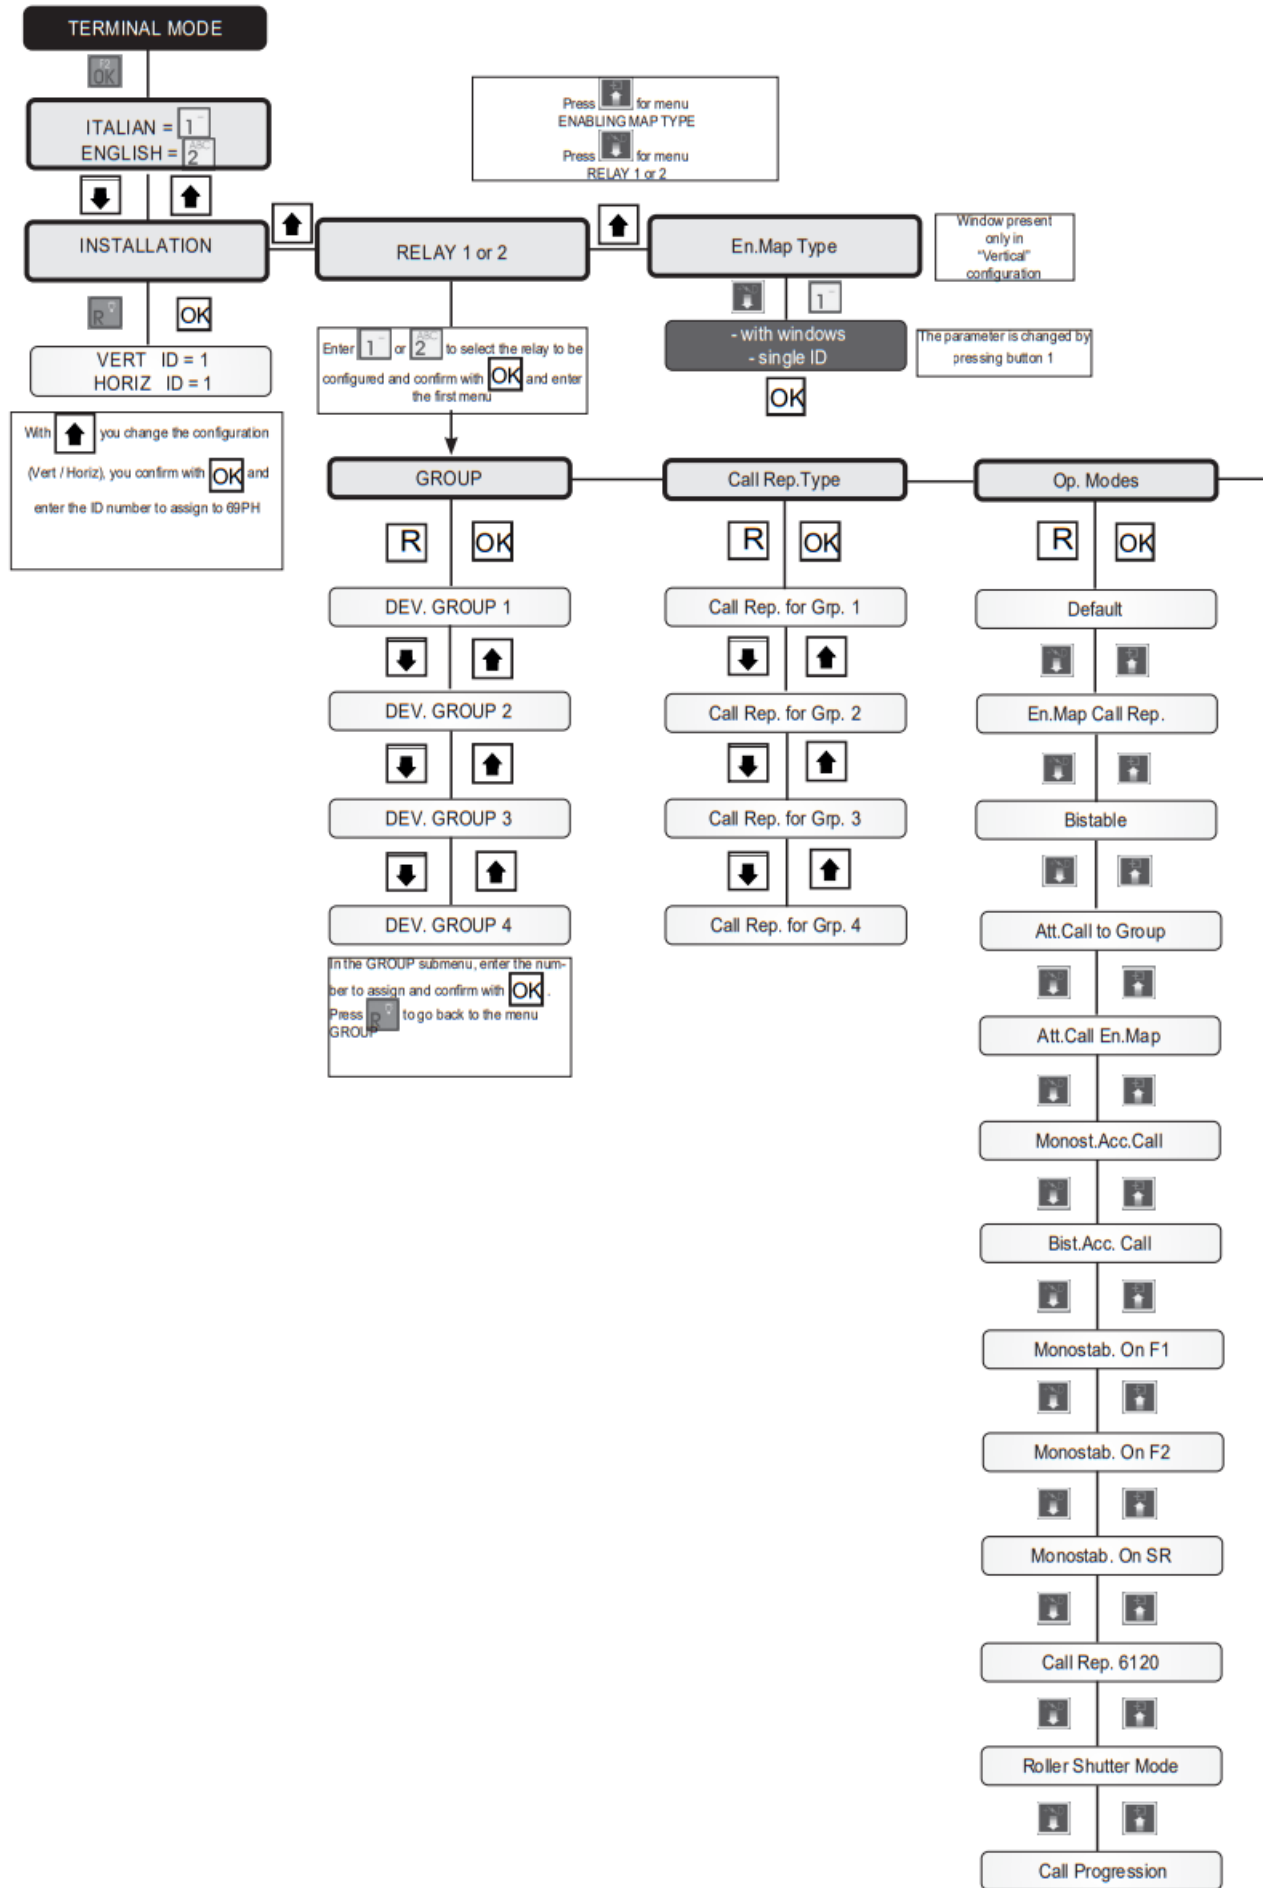 TERMINAL MODE
F2
OK
ITALIAN = 1
ENGLISH = ABC 2
INSTALLATION
R
OK
VERT ID = 1
HORIZ ID = 1
With you change the configuration
(Vert / Horiz), you confirm with OK and
enter the ID number to assign to 69PH
Press for menu
ENABLING MAP TYPE
Press for menu
RELAY 1 or 2
RELAY 1 or 2
Enter 1 or ABC 2 to select the relay to be
configured and confirm with OK and enter
the first menu
En.Map Type
1
- with windows
- single ID
OK
Window present
only in
“Vertical”
configuration
The parameter is changed by
pressing button 1
GROUP
R
OK
DEV. GROUP 1
DEV. GROUP 2
DEV. GROUP 3
DEV. GROUP 4
In the GROUP submenu, enter the num-
ber to assign and confirm with OK .
Press R to go back to the menu
GROUP
Call Rep.Type
R
OK
Call Rep. for Grp. 1
Call Rep. for Grp. 2
Call Rep. for Grp. 3
Call Rep. for Grp. 4
Op. Modes
R
OK
Default
En.Map Call Rep.
Bistable
Att.Call to Group
Att.Call En.Map
Monost.Acc.Call
Bist.Acc. Call
Monostab. On F1
Monostab. On F2
Monostab. On SR
Call Rep. 6120
Roller Shutter Mode
Call Progression